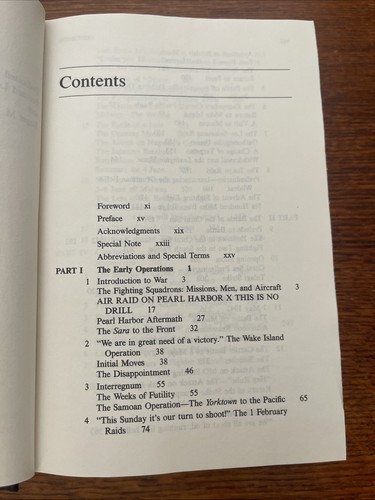 Contents
Foreword xi
Preface xv
Acknowledgments xix
Special Note xxiii
Abbreviations and Special Terms xxv
PART I The Early Operations 1
1 Introduction to War 3
The Fighting Squadrons: Missions, Men, and Aircraft 3
AIR RAID ON PEARL HARBOR X THIS IS NO
DRILL 17
Pearl Harbor Aftermath 27
The Sara to the Front 32
2 "We are in great need of a victory." The Wake Island
Operation 38
Initial Moves 38
The Disappointment 46
3 Interregnum 55
The Weeks of Futility 55
The Samoan Operation—The Yorktown to the Pacific 65
4 "This Sunday it's our turn to shoot!" The 1 February
Raids 74